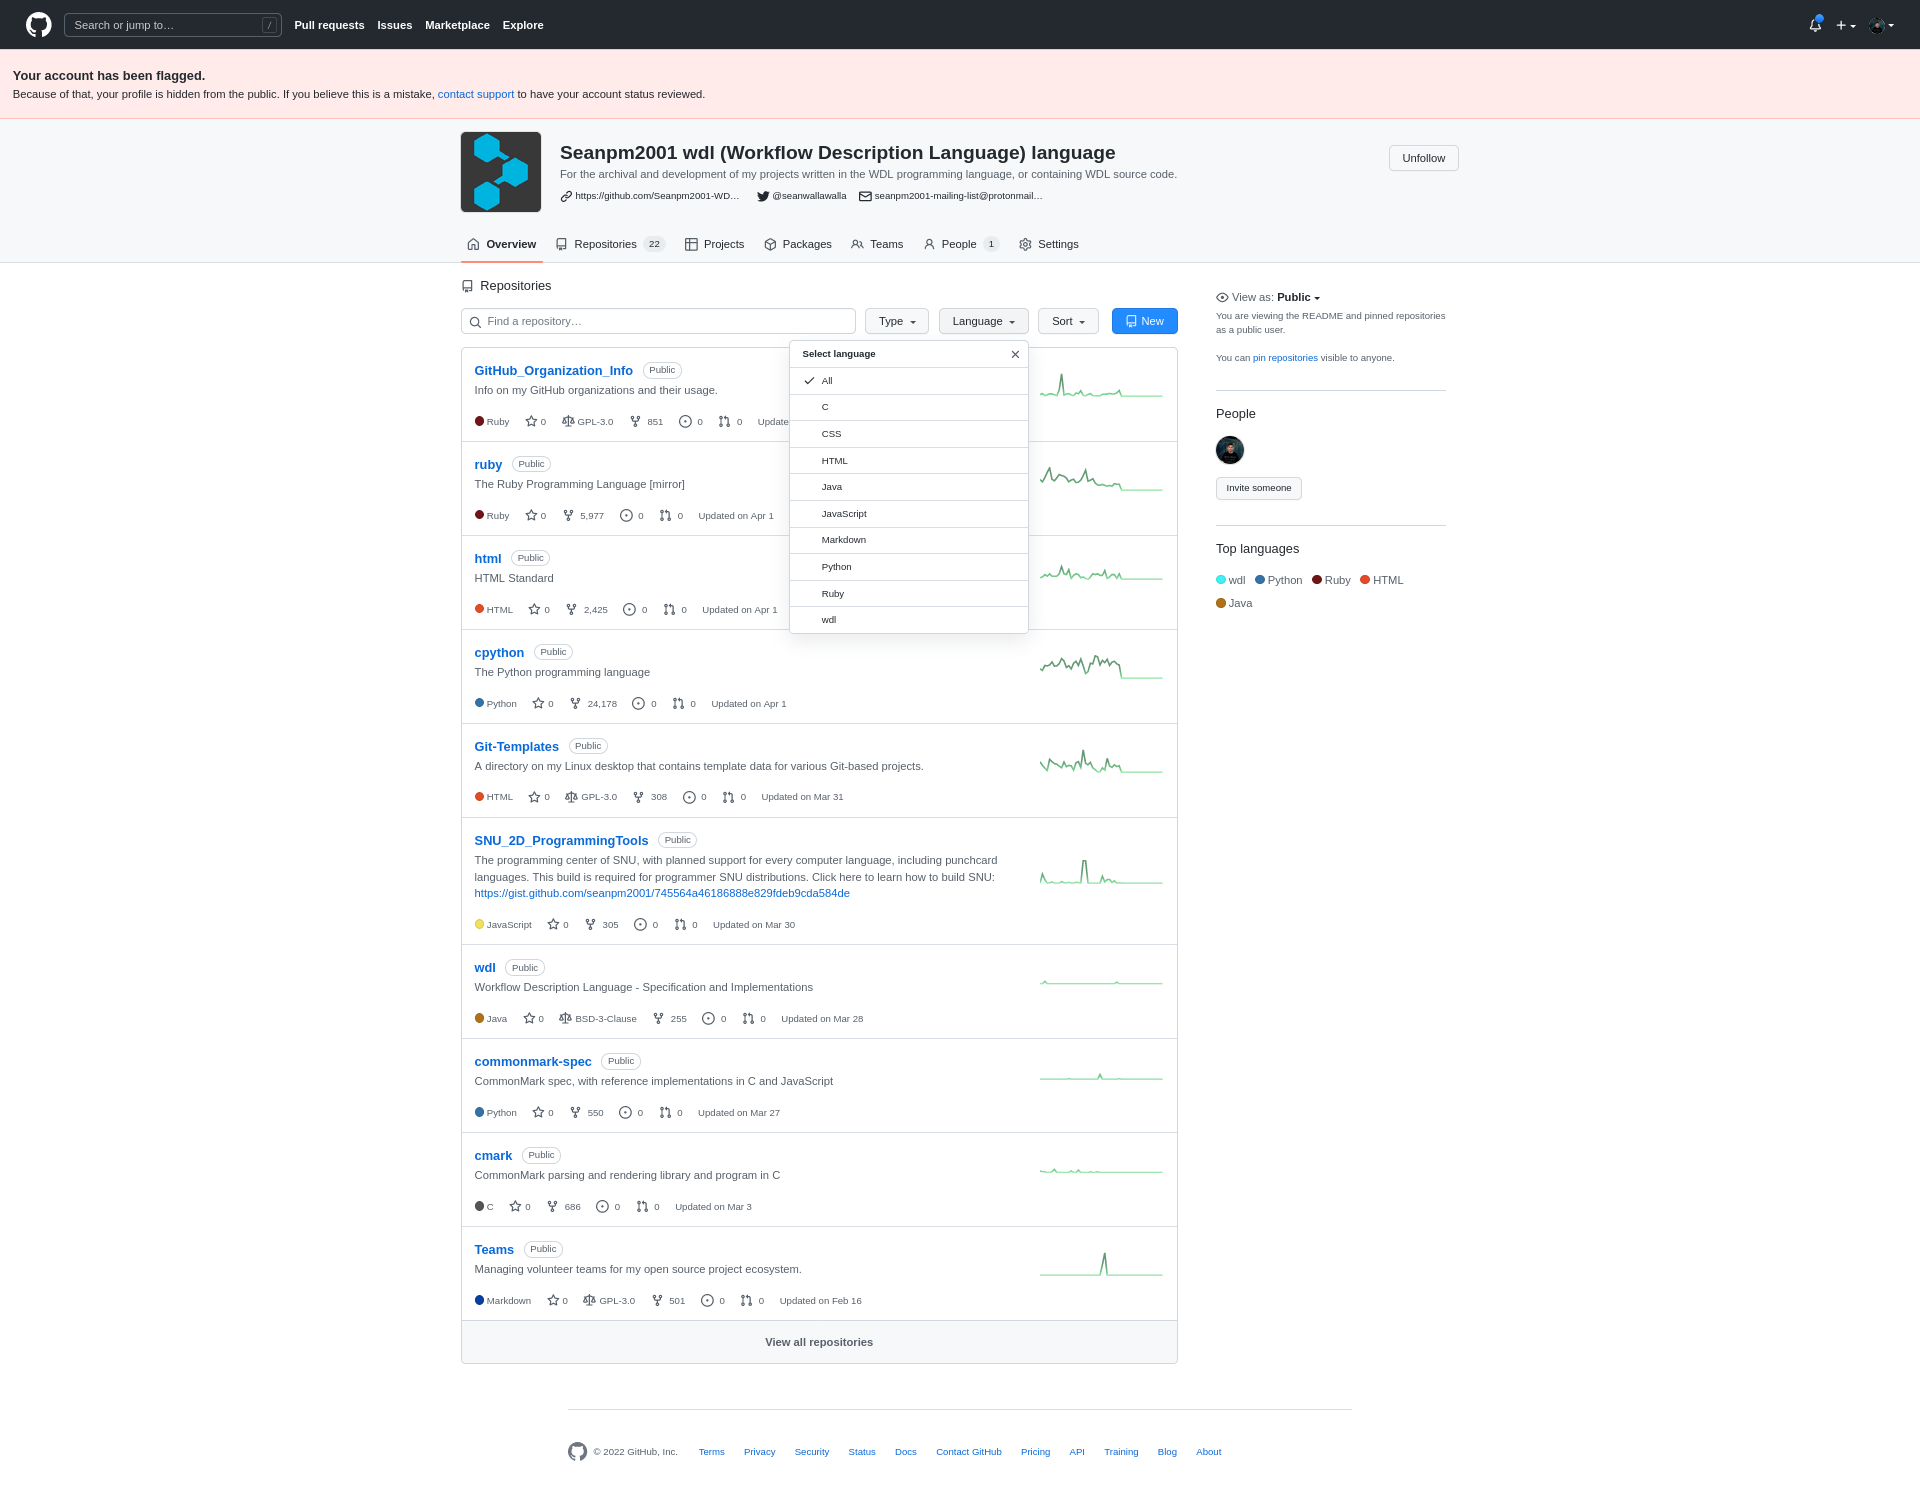 Search or jump to… /
Pull requests Issues Marketplace Explore
Your account has been flagged.
Because of that, your profile is hidden from the public. If you believe this is a mistake, contact support to have your account status reviewed.
Seanpm2001 wdl (Workflow Description Language) language
For the archival and development of my projects written in the WDL programming language, or containing WDL source code.
https://github.com/Seanpm2001-WD… @seanwallawalla seanpm2001-mailing-list@protonmail…
Unfollow
Overview Repositories 22 Projects Packages Teams People 1 Settings
Repositories
Find a repository… Type Language Sort New
Select language
All
C
CSS
HTML
Java
JavaScript
Markdown
Python
Ruby
wdl
GitHub_Organization_Info Public
Info on my GitHub organizations and their usage.
Ruby 0 GPL-3.0 851 0 0 Update
ruby Public
The Ruby Programming Language [mirror]
Ruby 0 5,977 0 0 Updated on Apr 1
html Public
HTML Standard
HTML 0 2,425 0 0 Updated on Apr 1
cpython Public
The Python programming language
Python 0 24,178 0 0 Updated on Apr 1
Git-Templates Public
A directory on my Linux desktop that contains template data for various Git-based projects.
HTML 0 GPL-3.0 308 0 0 Updated on Mar 31
SNU_2D_ProgrammingTools Public
The programming center of SNU, with planned support for every computer language, including punchcard
languages. This build is required for programmer SNU distributions. Click here to learn how to build SNU:
https://gist.github.com/seanpm2001/745564a46186888e829fdeb9cda584de
JavaScript 0 305 0 0 Updated on Mar 30
wdl Public
Workflow Description Language - Specification and Implementations
Java 0 BSD-3-Clause 255 0 0 Updated on Mar 28
commonmark-spec Public
CommonMark spec, with reference implementations in C and JavaScript
Python 0 550 0 0 Updated on Mar 27
cmark Public
CommonMark parsing and rendering library and program in C
C 0 686 0 0 Updated on Mar 3
Teams Public
Managing volunteer teams for my open source project ecosystem.
Markdown 0 GPL-3.0 501 0 0 Updated on Feb 16
View all repositories
View as: Public
You are viewing the README and pinned repositories
as a public user.
You can pin repositories visible to anyone.
People
Invite someone
Top languages
wdl Python Ruby HTML
Java
© 2022 GitHub, Inc. Terms Privacy Security Status Docs Contact GitHub Pricing API Training Blog About